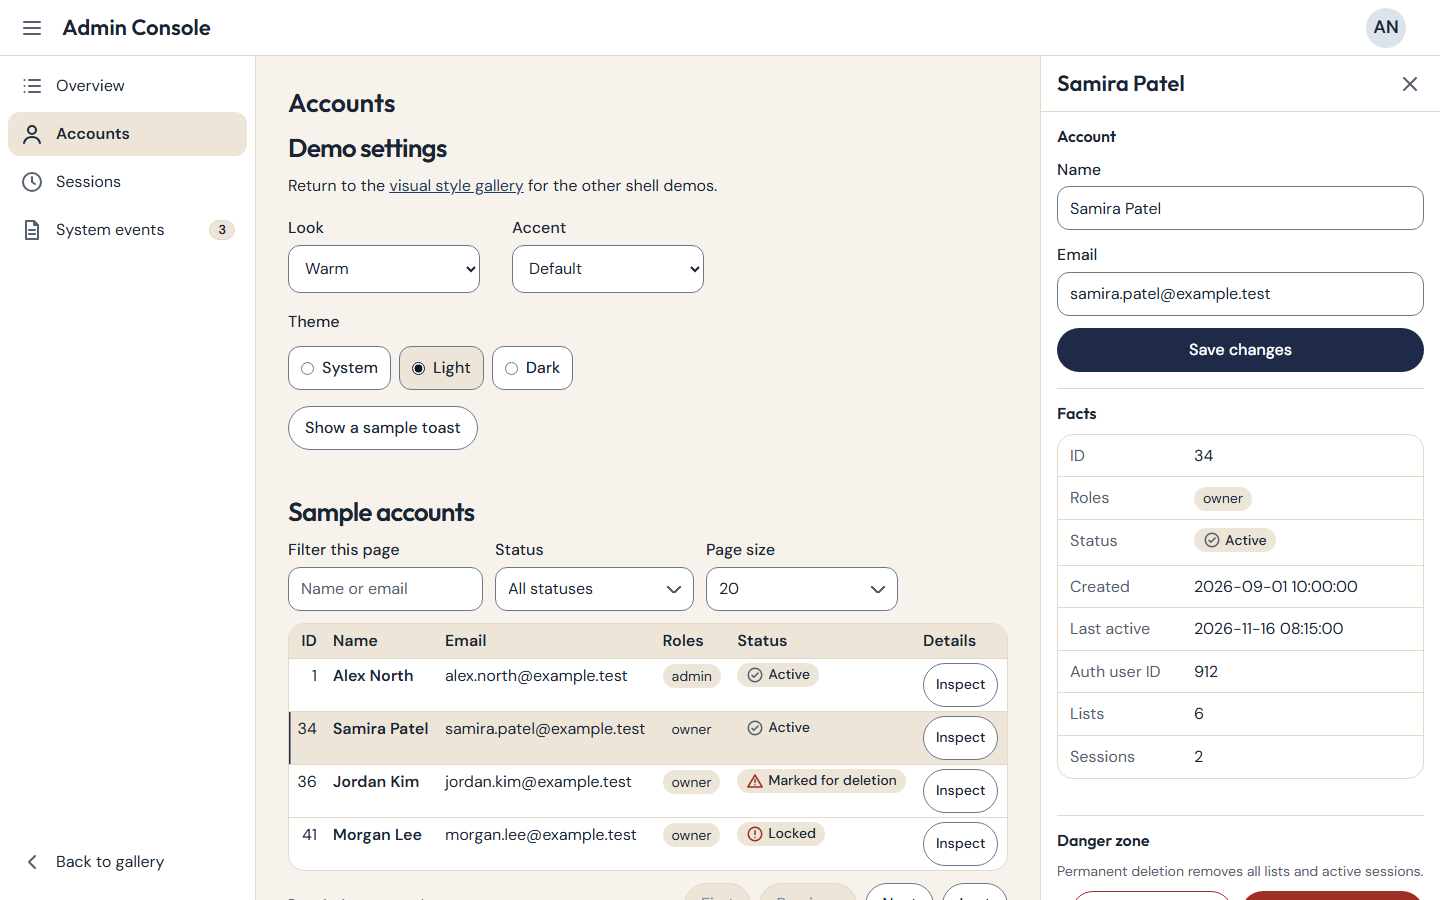 Admin Console
AN
Overview
Accounts
Sessions
System events 3
Back to gallery
Accounts
Demo settings
Return to the visual style gallery for the other shell demos.
Look Accent
Warm Default
Theme
System Light Dark
Show a sample toast
Sample accounts
Filter this page Status Page size
Name or email All statuses 20
ID Name Email Roles Status Details
1 Alex North alex.north@example.test admin Active Inspect
34 Samira Patel samira.patel@example.test owner Active Inspect
36 Jordan Kim jordan.kim@example.test owner Marked for deletion Inspect
41 Morgan Lee morgan.lee@example.test owner Locked Inspect
Samira Patel
Account
Name
Samira Patel
Email
samira.patel@example.test
Save changes
Facts
ID 34
Roles owner
Status Active
Created 2026-09-01 10:00:00
Last active 2026-11-16 08:15:00
Auth user ID 912
Lists 6
Sessions 2
Danger zone
Permanent deletion removes all lists and active sessions.